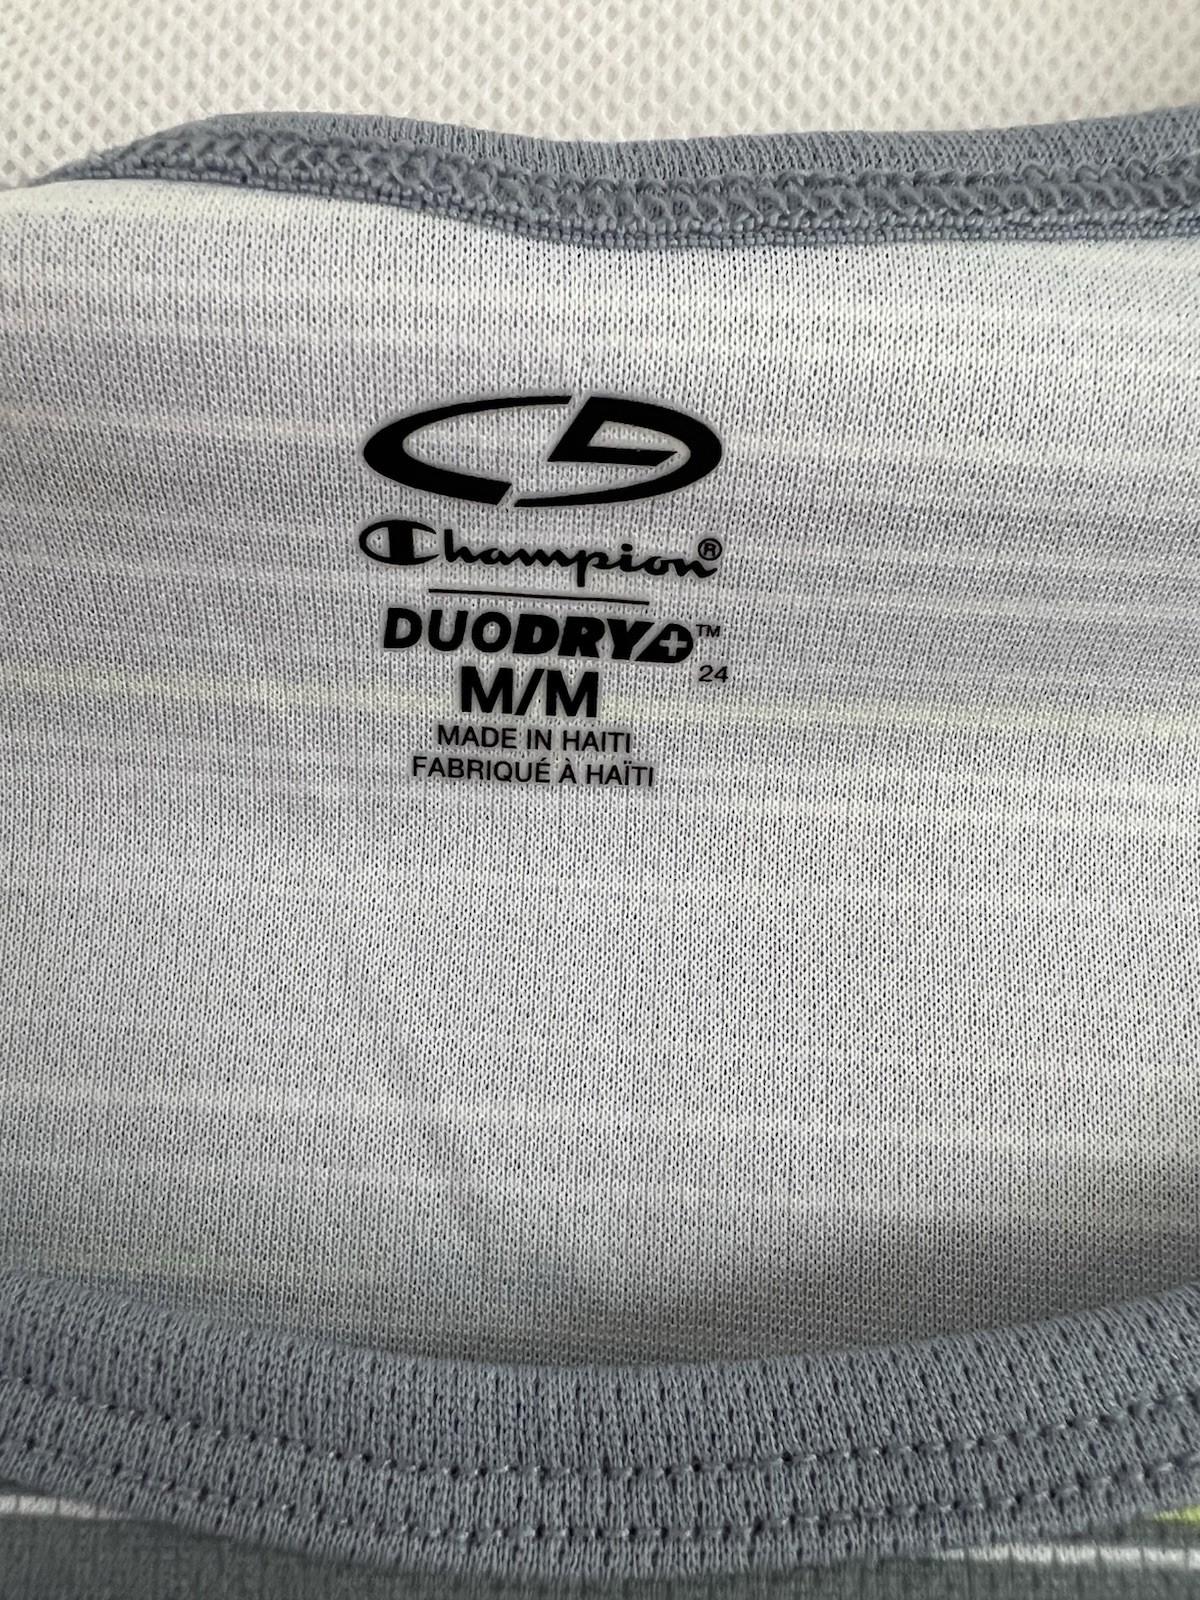 Champion®
DUODRY+™
24
M/M
MADE IN HAITI
FABRIQUÉ À HAÏTI